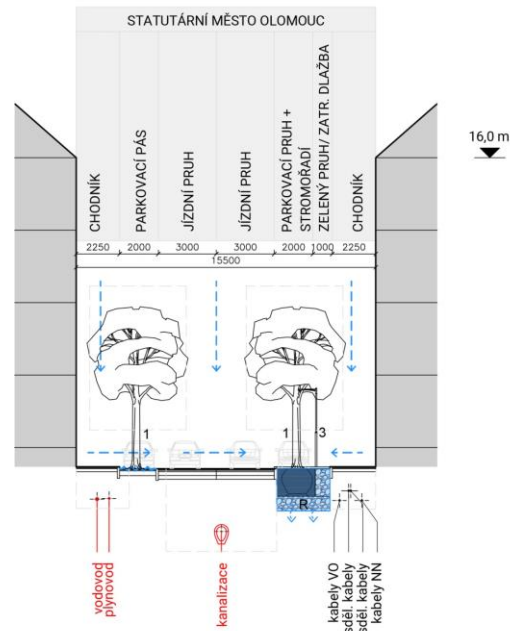 STATUTÁRNÍ MĚSTO OLOMOUC
16,0 m
CHODNÍK
PARKOVACÍ PÁS
JÍZDNÍ PRUH
JÍZDNÍ PRUH
PARKOVACÍ PRUH +
STROMOŘADÍ
ZELENÝ PRUH/ ZATR. DLAŽBA
CHODNÍK
2250
2000
3000
3000
2000
1000
2250
15500
1
1
3
R
vodovod
plynovod
kanalizace
kabely VO
sděl. kabely
sděl. kabely
kabely NN